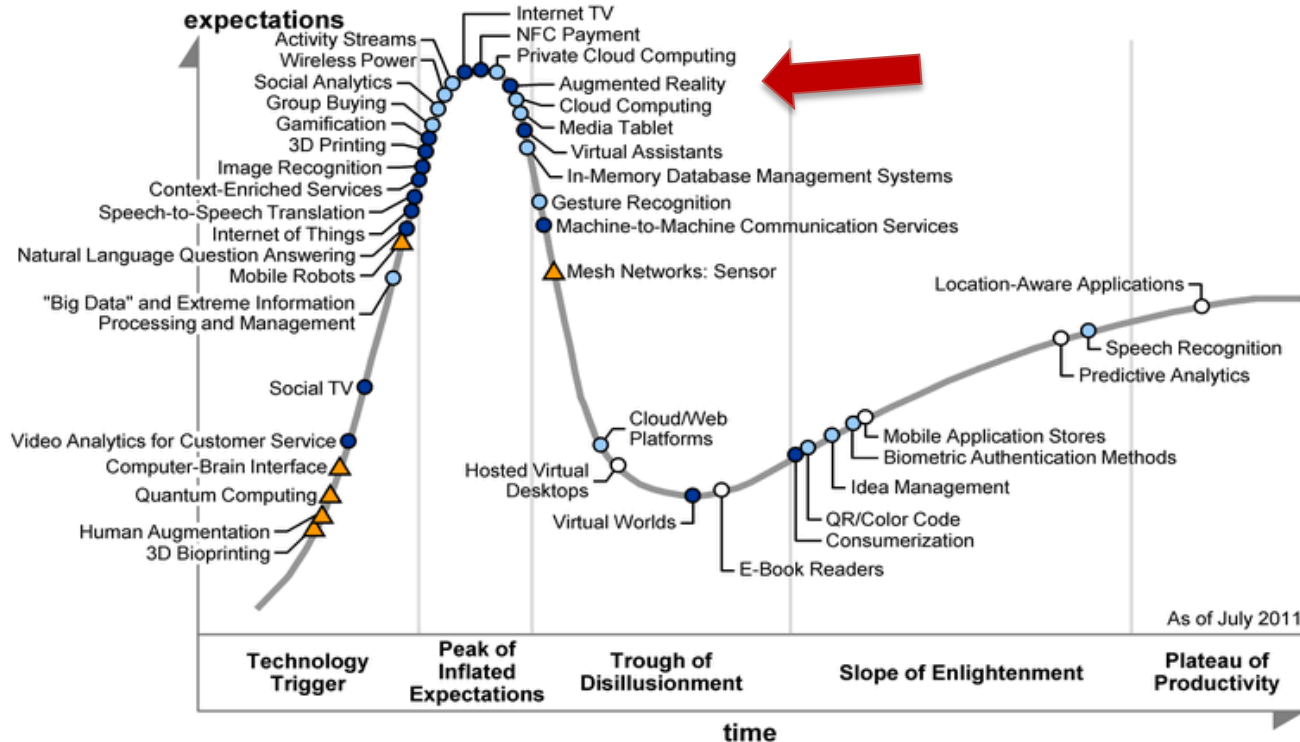 expectations
Internet TV
NFC Payment
Private Cloud Computing
Augmented Reality
Cloud Computing
Media Tablet
Virtual Assistants
In-Memory Database Management Systems
Gesture Recognition
Machine-to-Machine Communication Services
Mesh Networks: Sensor
Activity Streams
Wireless Power
Social Analytics
Group Buying
Gamification
3D Printing
Image Recognition
Context-Enriched Services
Speech-to-Speech Translation
Internet of Things
Natural Language Question Answering
Mobile Robots
"Big Data" and Extreme Information
Processing and Management
Social TV
Video Analytics for Customer Service
Computer-Brain Interface
Quantum Computing
Human Augmentation
3D Bioprinting
Cloud/Web
Platforms
Hosted Virtual
Desktops
Virtual Worlds
E-Book Readers
Location-Aware Applications
Speech Recognition
Predictive Analytics
Mobile Application Stores
Biometric Authentication Methods
Idea Management
QR/Color Code
Consumerization
As of July 2011
Technology
Trigger
Peak of
Inflated
Expectations
Trough of
Disillusionment
Slope of Enlightenment
Plateau of
Productivity
time